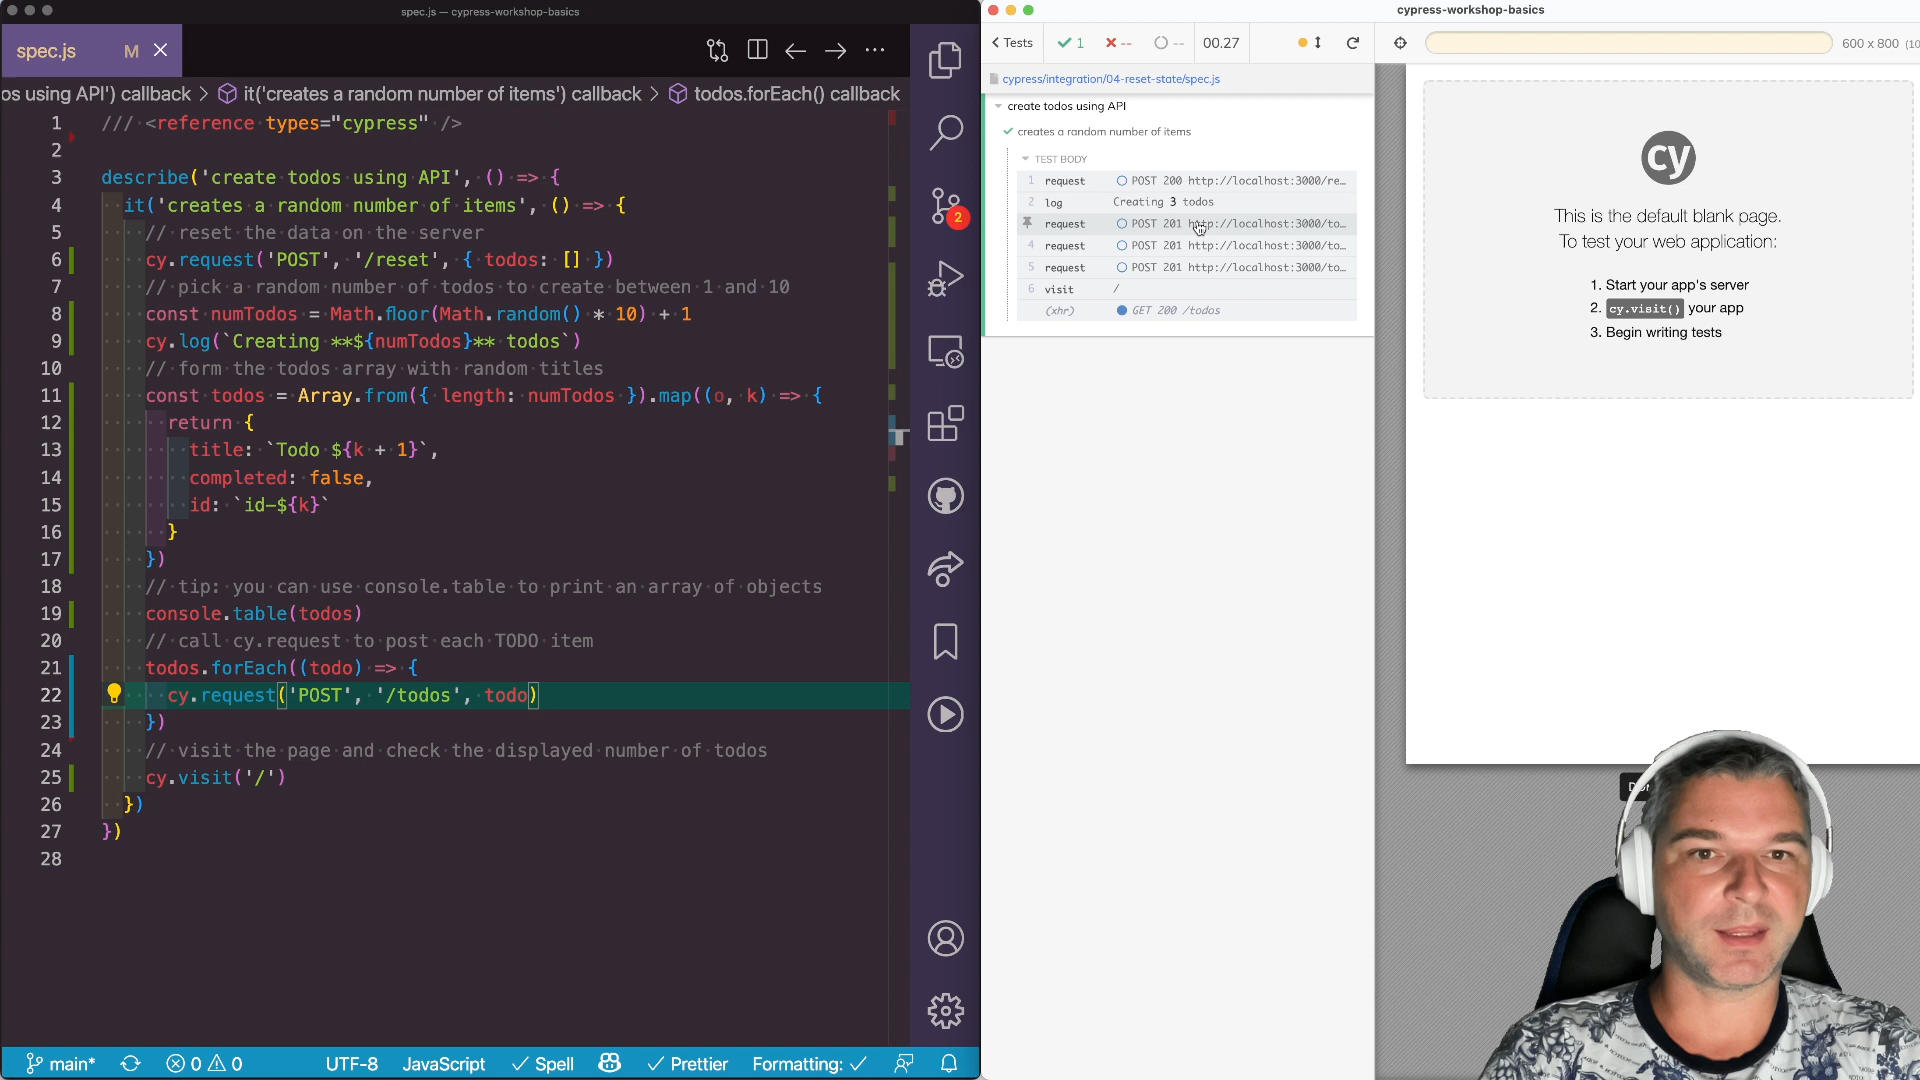 spec.js — cypress-workshop-basics
spec.js M
os using API') callback > it('creates a random number of items') callback > todos.forEach() callback
1 /// <reference types="cypress" />
2
3 describe('create todos using API', () => {
4 it('creates a random number of items', () => {
5 // reset the data on the server
6 cy.request('POST', '/reset', { todos: [] })
7 // pick a random number of todos to create between 1 and 10
8 const numTodos = Math.floor(Math.random() * 10) + 1
9 cy.log(`Creating **${numTodos}** todos`)
10 // form the todos array with random titles
11 const todos = Array.from({ length: numTodos }).map((o, k) => {
12 return {
13 title: `Todo ${k + 1}`,
14 completed: false,
15 id: `id-${k}`
16 }
17 })
18 // tip: you can use console.table to print an array of objects
19 console.table(todos)
20 // call cy.request to post each TODO item
21 todos.forEach((todo) => {
22 cy.request('POST', '/todos', todo)
23 })
24 // visit the page and check the displayed number of todos
25 cy.visit('/')
26 })
27 })
28
2
main* 0 0 UTF-8 JavaScript Spell Prettier Formatting:
cypress-workshop-basics
Tests 1 -- -- 00.27 600 x 800 (10
cypress/integration/04-reset-state/spec.js
create todos using API
creates a random number of items
TEST BODY
1 request POST 200 http://localhost:3000/re...
2 log Creating 3 todos
request POST 201 http://localhost:3000/to...
4 request POST 201 http://localhost:3000/to...
5 request POST 201 http://localhost:3000/to...
6 visit /
(xhr) GET 200 /todos
cy
This is the default blank page.
To test your web application:
1. Start your app's server
2. cy.visit() your app
3. Begin writing tests